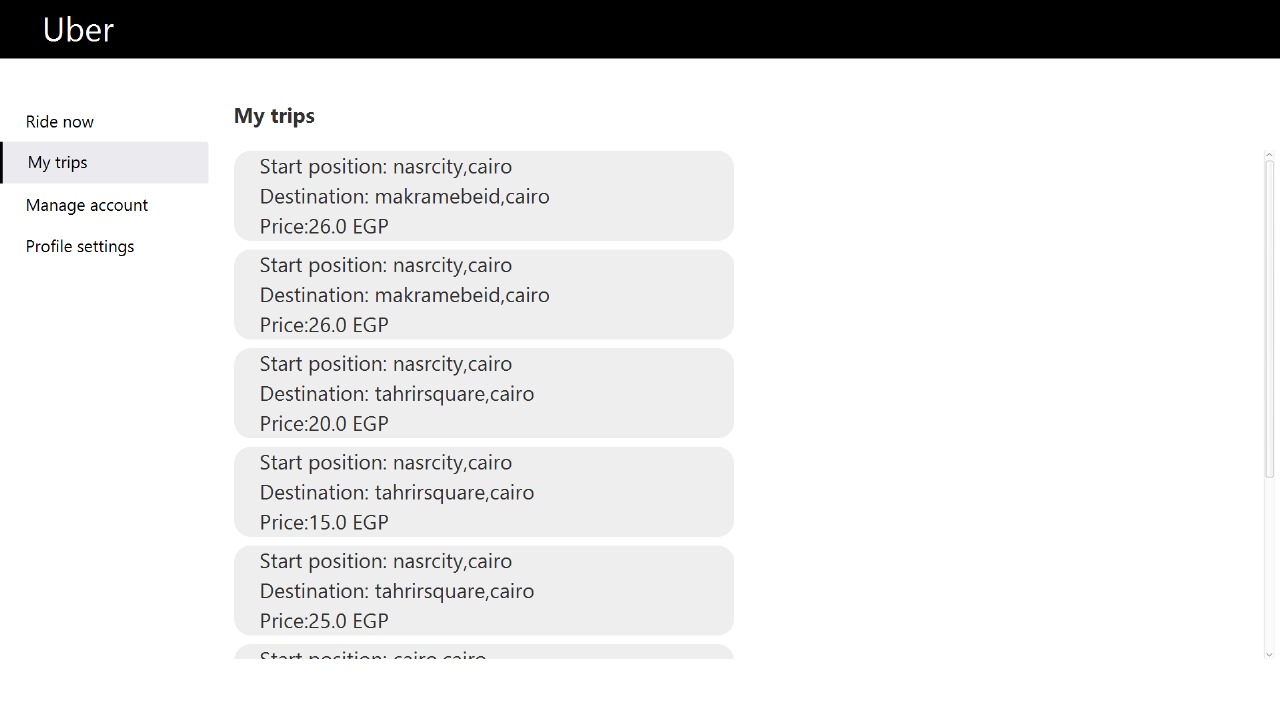 Uber
Ride now
My trips
Manage account
Profile settings
My trips
Start position: nasrcity,cairo
Destination: makramebeid,cairo
Price:26.0 EGP
Start position: nasrcity,cairo
Destination: makramebeid,cairo
Price:26.0 EGP
Start position: nasrcity,cairo
Destination: tahrirsquare,cairo
Price:20.0 EGP
Start position: nasrcity,cairo
Destination: tahrirsquare,cairo
Price:15.0 EGP
Start position: nasrcity,cairo
Destination: tahrirsquare,cairo
Price:25.0 EGP
Start position: cairo,cairo